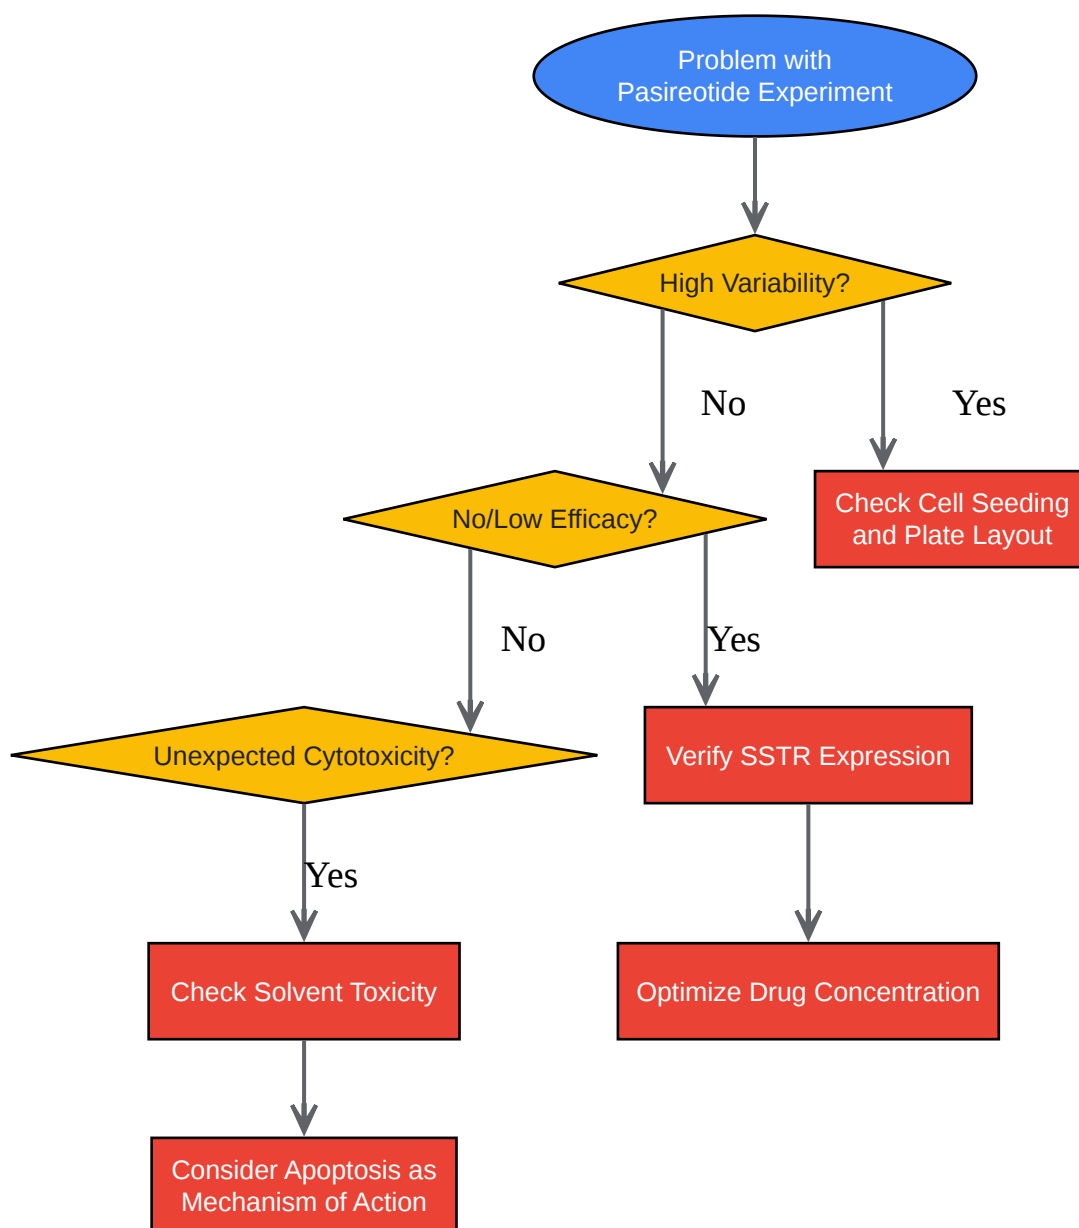 Problem with
Pasireotide Experiment
High Variability?
No
Yes
No/Low Efficacy?
Check Cell Seeding
and Plate Layout
No
Yes
Unexpected Cytotoxicity?
Verify SSTR Expression
Yes
Check Solvent Toxicity
Optimize Drug Concentration
Consider Apoptosis as
Mechanism of Action